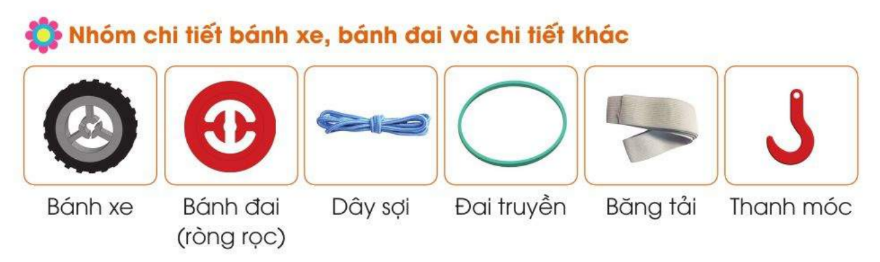 Nhóm chi tiết bánh xe, bánh đai và chi tiết khác
Bánh xe
Bánh đai
(ròng rọc)
Dây sợi
Đai truyền
Băng tải
Thanh móc